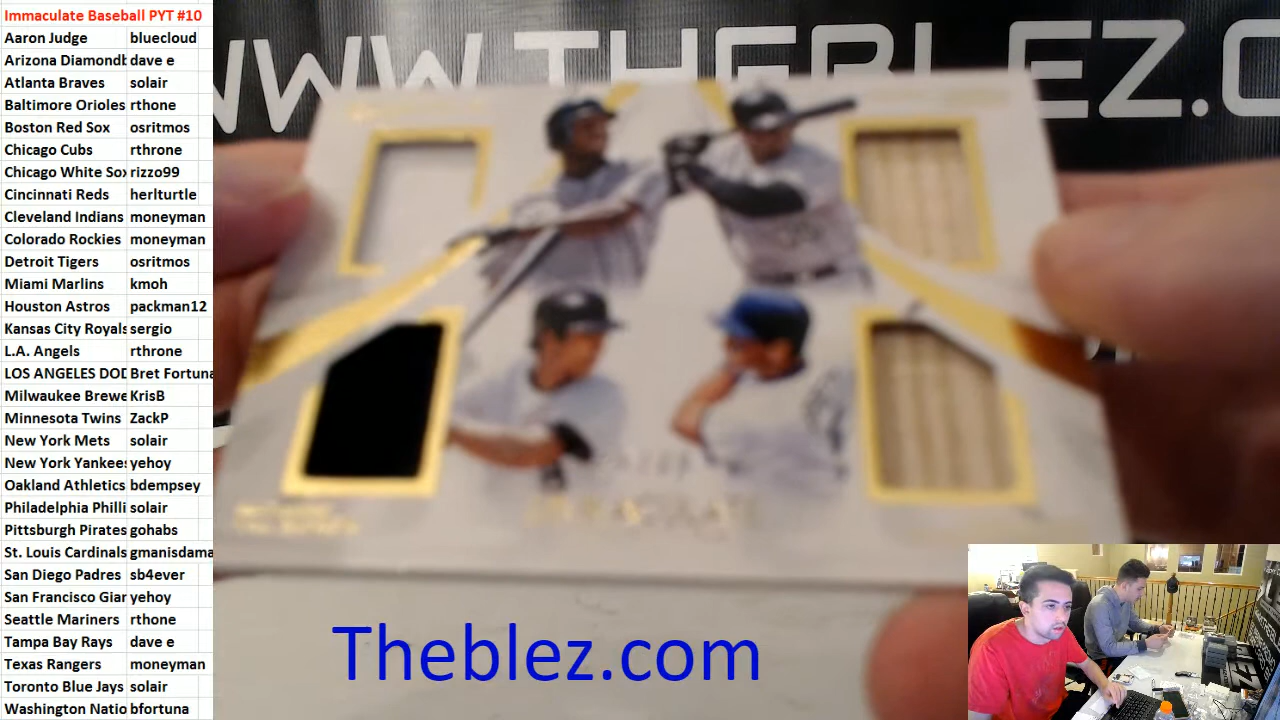 Immaculate Baseball PYT #10
Aaron Judge bluecloud
Arizona Diamondb dave e
Atlanta Braves solair
Baltimore Orioles rthone
Boston Red Sox osritmos
Chicago Cubs rthrone
Chicago White Sox rizzo99
Cincinnati Reds herlturtle
Cleveland Indians moneyman
Colorado Rockies moneyman
Detroit Tigers osritmos
Miami Marlins kmoh
Houston Astros packman12
Kansas City Royals sergio
L.A. Angels rthrone
LOS ANGELES DOD Bret Fortuna
Milwaukee Brewe KrisB
Minnesota Twins ZackP
New York Mets solair
New York Yankees yehoy
Oakland Athletics bdempsey
Philadelphia Philli solair
Pittsburgh Pirates gohabs
St. Louis Cardinals gmanisdama
San Diego Padres sb4ever
San Francisco Gian yehoy
Seattle Mariners rthone
Tampa Bay Rays dave e
Texas Rangers moneyman
Toronto Blue Jays solair
Washington Natio bfortuna
WWW.THEBLEZ.C
Theblez.com